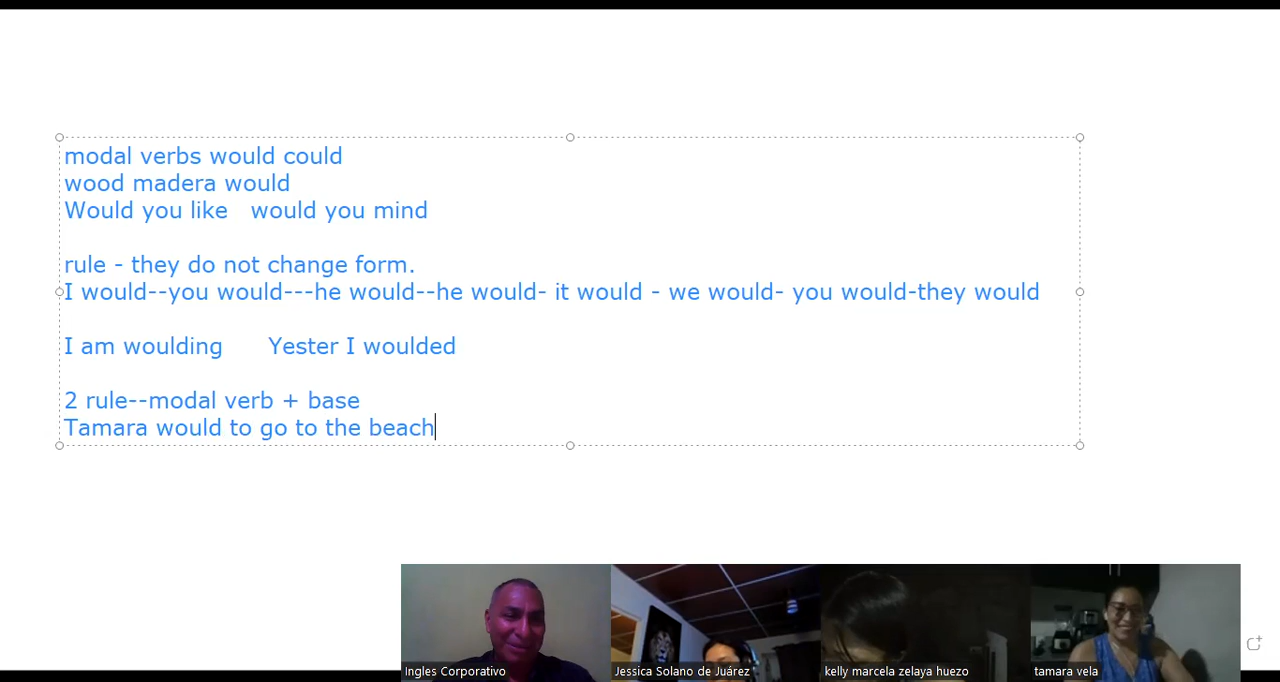 modal verbs would could
wood madera would
Would you like   would you mind
rule - they do not change form.
I would--you would---he would--he would- it would - we would- you would-they would
I am woulding      Yester I woulded
2 rule--modal verb + base
Tamara would to go to the beach
Ingles Corporativo
Jessica Solano de Juárez
kelly marcela zelaya huezo
tamara vela